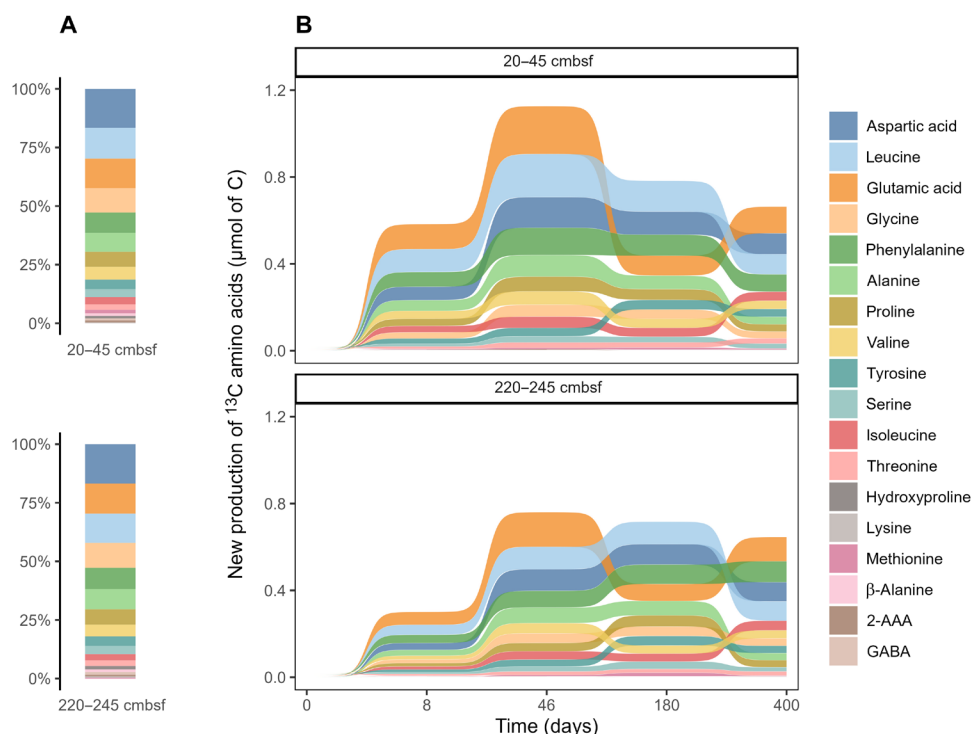 A
100%
75%
50%
25%
0%
20–45 cmbsf
100%
75%
50%
25%
0%
220–245 cmbsf
B
New production of ¹³C amino acids (μmol of C)
20–45 cmbsf
1.2
0.8
0.4
0.0
220–245 cmbsf
1.2
0.8
0.4
0.0
0 8 46 180 400
Time (days)
Aspartic acid
Leucine
Glutamic acid
Glycine
Phenylalanine
Alanine
Proline
Valine
Tyrosine
Serine
Isoleucine
Threonine
Hydroxyproline
Lysine
Methionine
β-Alanine
2-AAA
GABA